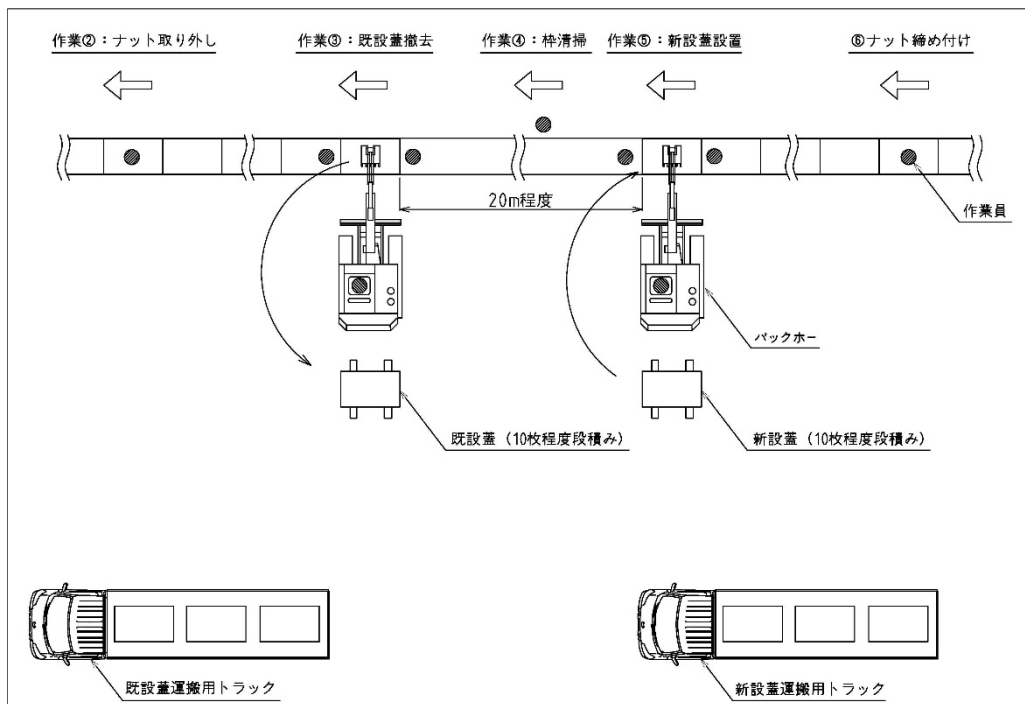 作業②：ナット取り外し
作業③：既設蓋撤去
作業④：枠清掃
作業⑤：新設蓋設置
⑥ナット締め付け
20m程度
作業員
バックホー
既設蓋（10枚程度段積み）
新設蓋（10枚程度段積み）
既設蓋運搬用トラック
新設蓋運搬用トラック